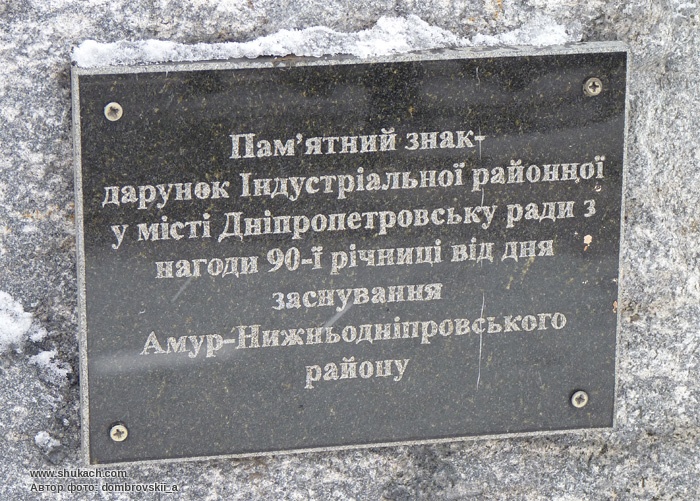 Пам’ятний знак-
дарунок Індустріальної районної
у місті Дніпропетровську ради з
нагоди 90-ї річниці від дня
заснування
Амур-Нижньодніпровського
району
www.shukach.com
Автор фото: dombrovskii_a